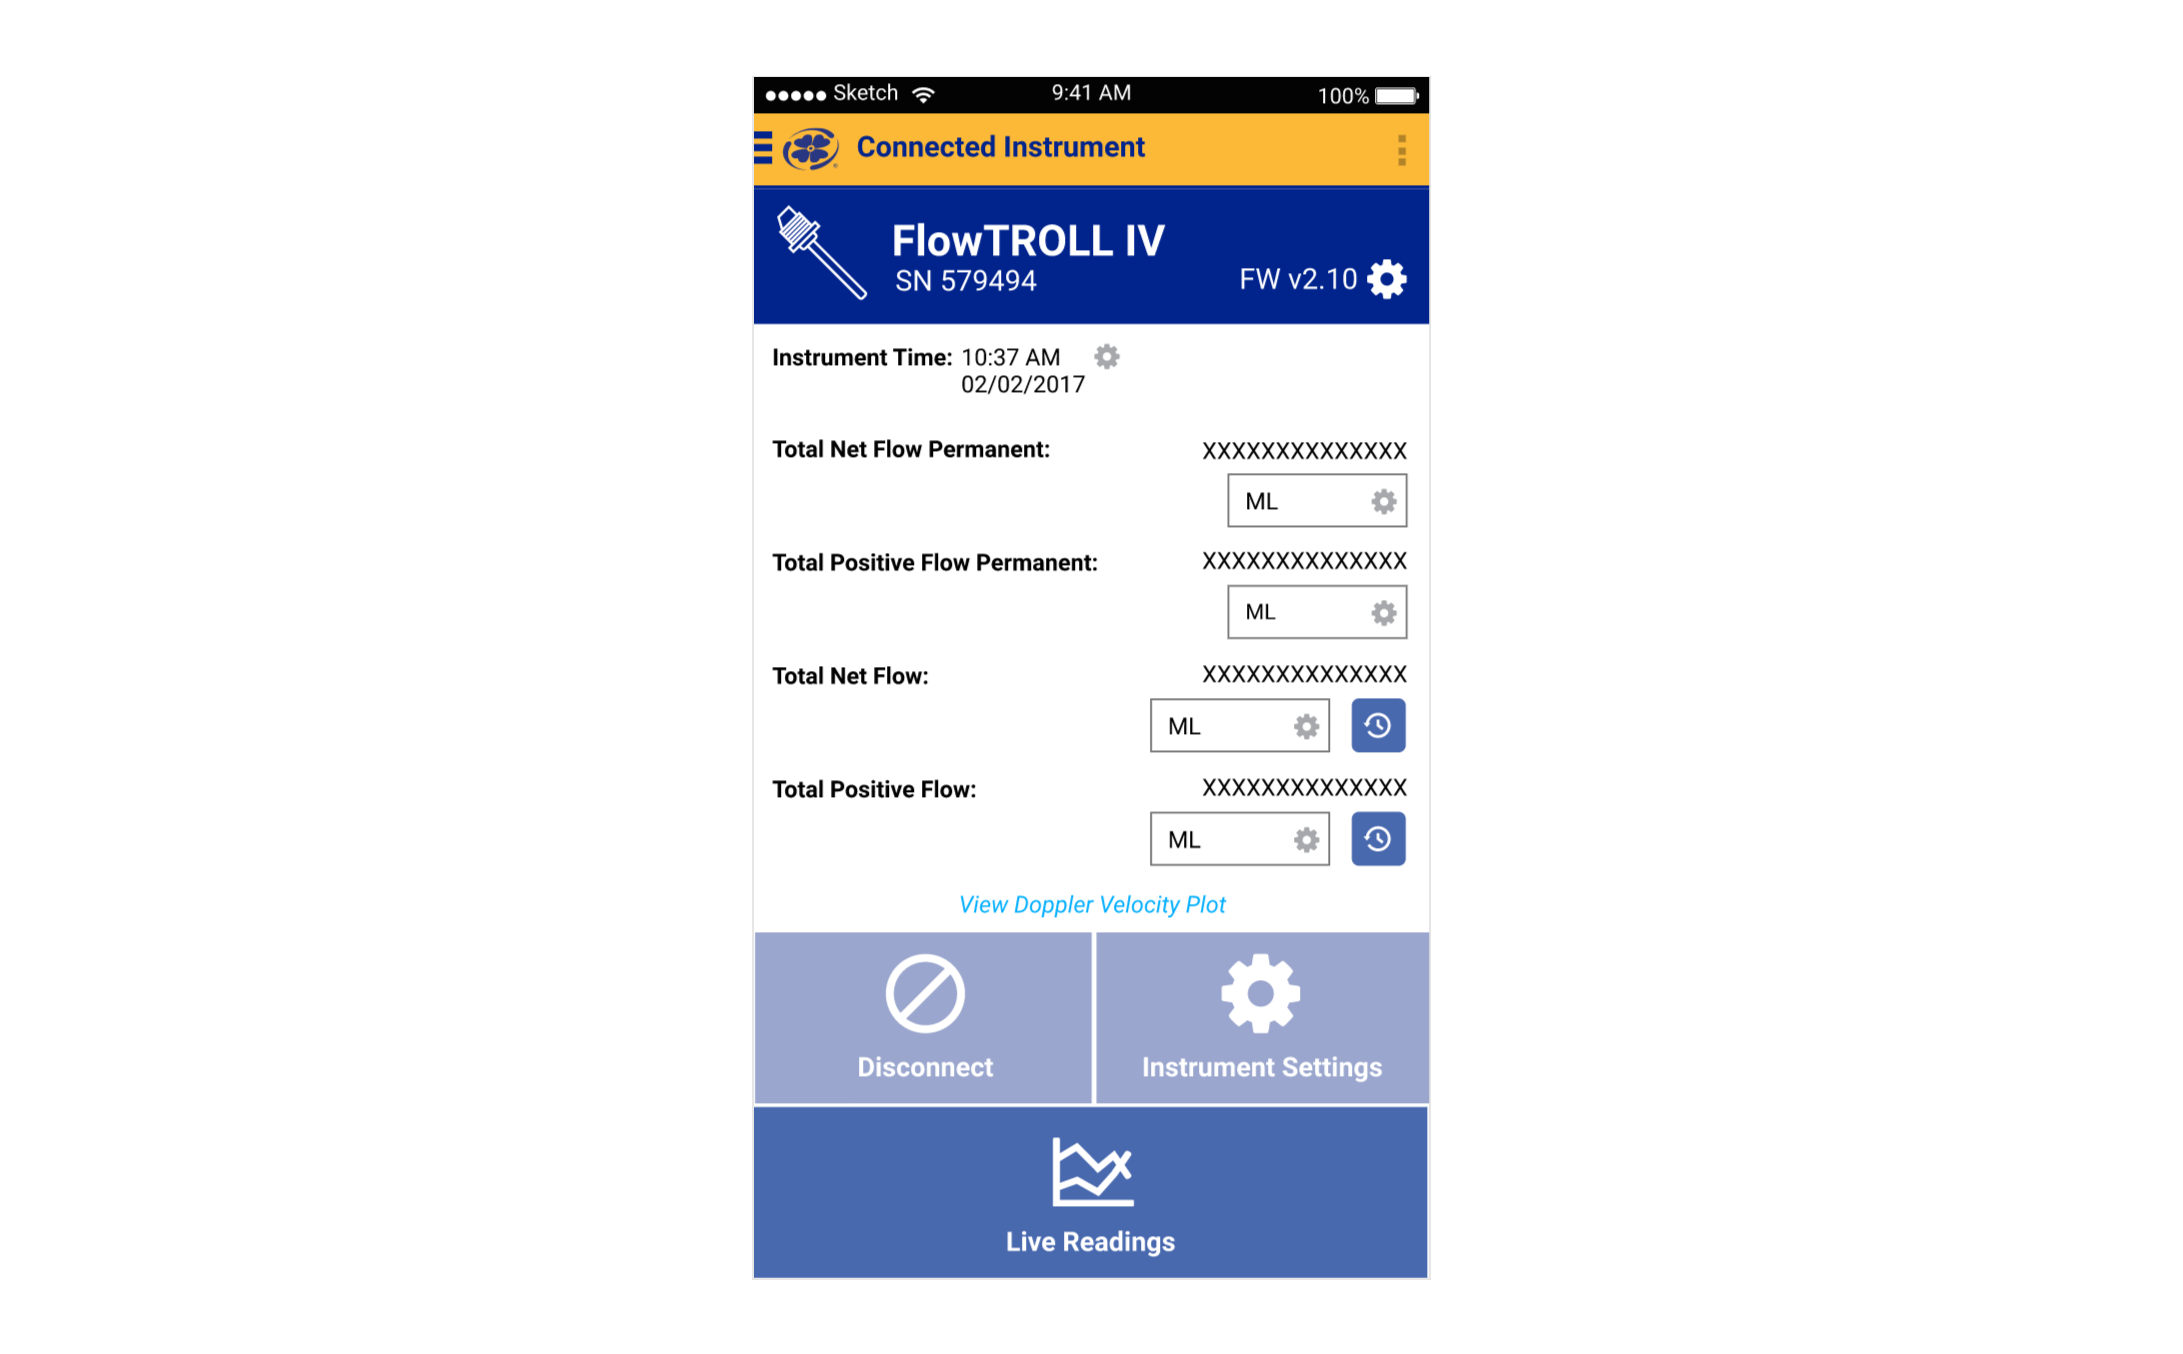 Sketch 9:41 AM 100%
Connected Instrument
FlowTROLL IV
SN 579494 FW v2.10
Instrument Time: 10:37 AM
02/02/2017
Total Net Flow Permanent: XXXXXXXXXXXXXX
ML
Total Positive Flow Permanent: XXXXXXXXXXXXXX
ML
Total Net Flow: XXXXXXXXXXXXXX
ML
Total Positive Flow: XXXXXXXXXXXXXX
ML
View Doppler Velocity Plot
Disconnect Instrument Settings
Live Readings